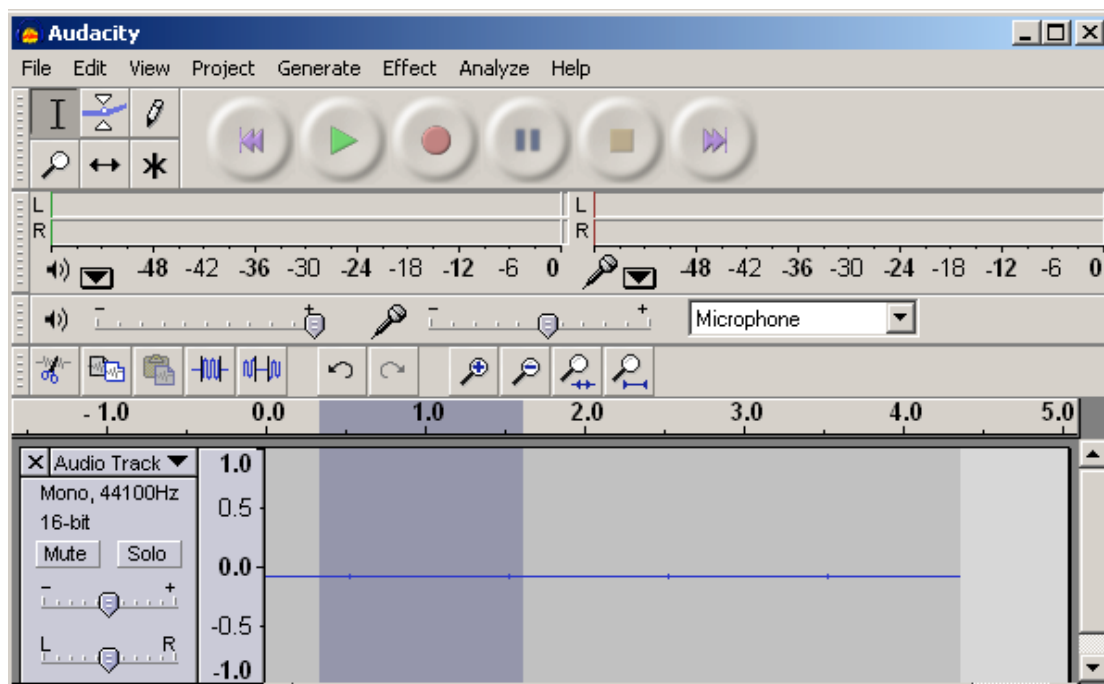 Audacity
File Edit View Project Generate Effect Analyze Help
L
R
L
R
-48 -42 -36 -30 -24 -18 -12 -6 0
-48 -42 -36 -30 -24 -18 -12 -6 0
- + - + Microphone
- 1.0 0.0 1.0 2.0 3.0 4.0 5.0
X Audio Track 1.0
Mono, 44100Hz
0.5
16-bit
Mute Solo
0.0
- +
-0.5
L R
-1.0